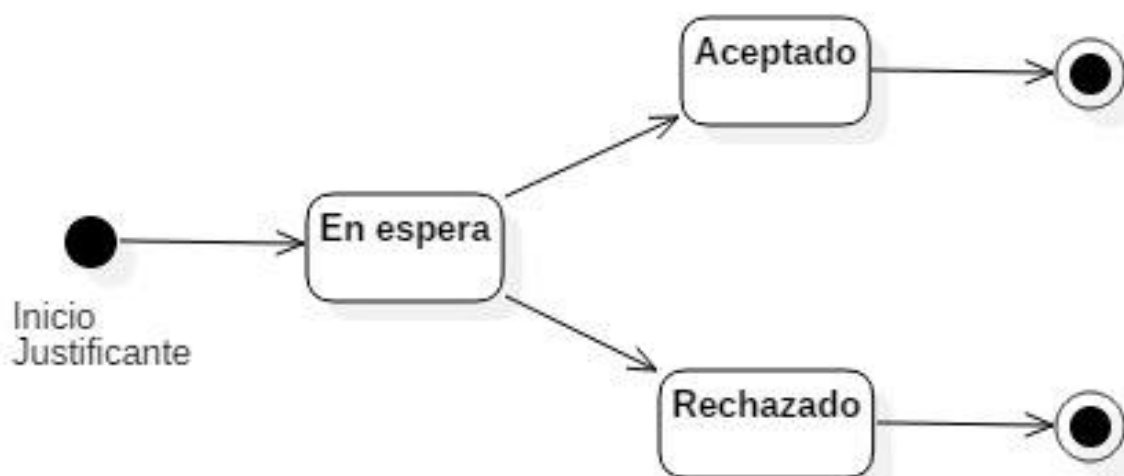 Aceptado
En espera
Inicio
Justificante
Rechazado